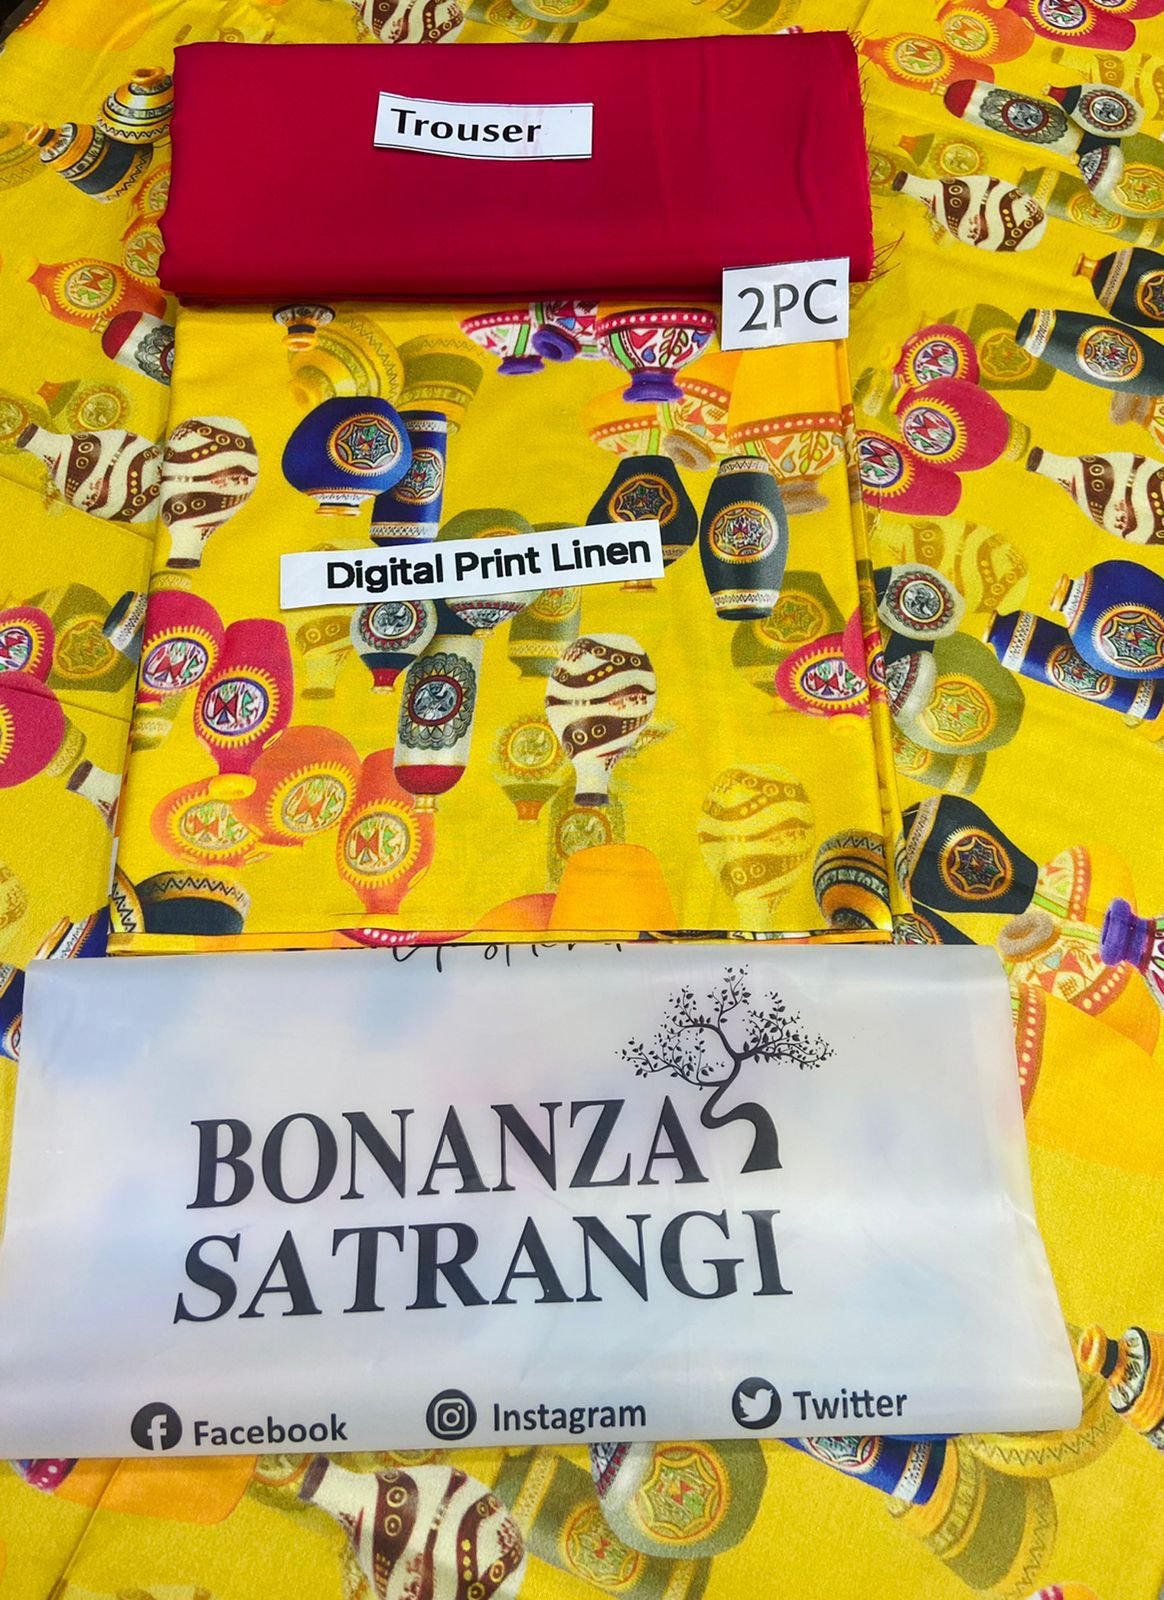 Trouser
2PC
Digital Print Linen
BONANZA
SATRANGI
Facebook
Instagram
Twitter